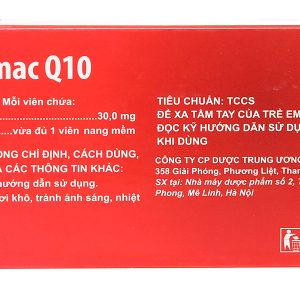 mac Q10
Mỗi viên chứa:
30,0 mg
vừa đủ 1 viên nang mềm
ỐNG CHỈ ĐỊNH, CÁCH DÙNG,
CÁC THÔNG TIN KHÁC:
hướng dẫn sử dụng.
ơi khô, tránh ánh sáng, nhiệt
TIÊU CHUẨN: TCCS
ĐỂ XA TẦM TAY CỦA TRẺ EM
ĐỌC KỸ HƯỚNG DẪN SỬ DỤ
KHI DÙNG
CÔNG TY CP DƯỢC TRUNG ƯƠNG
358 Giải Phóng, Phương Liệt, Than
SX tại: Nhà máy dược phẩm số 2, T
Phong, Mê Linh, Hà Nội